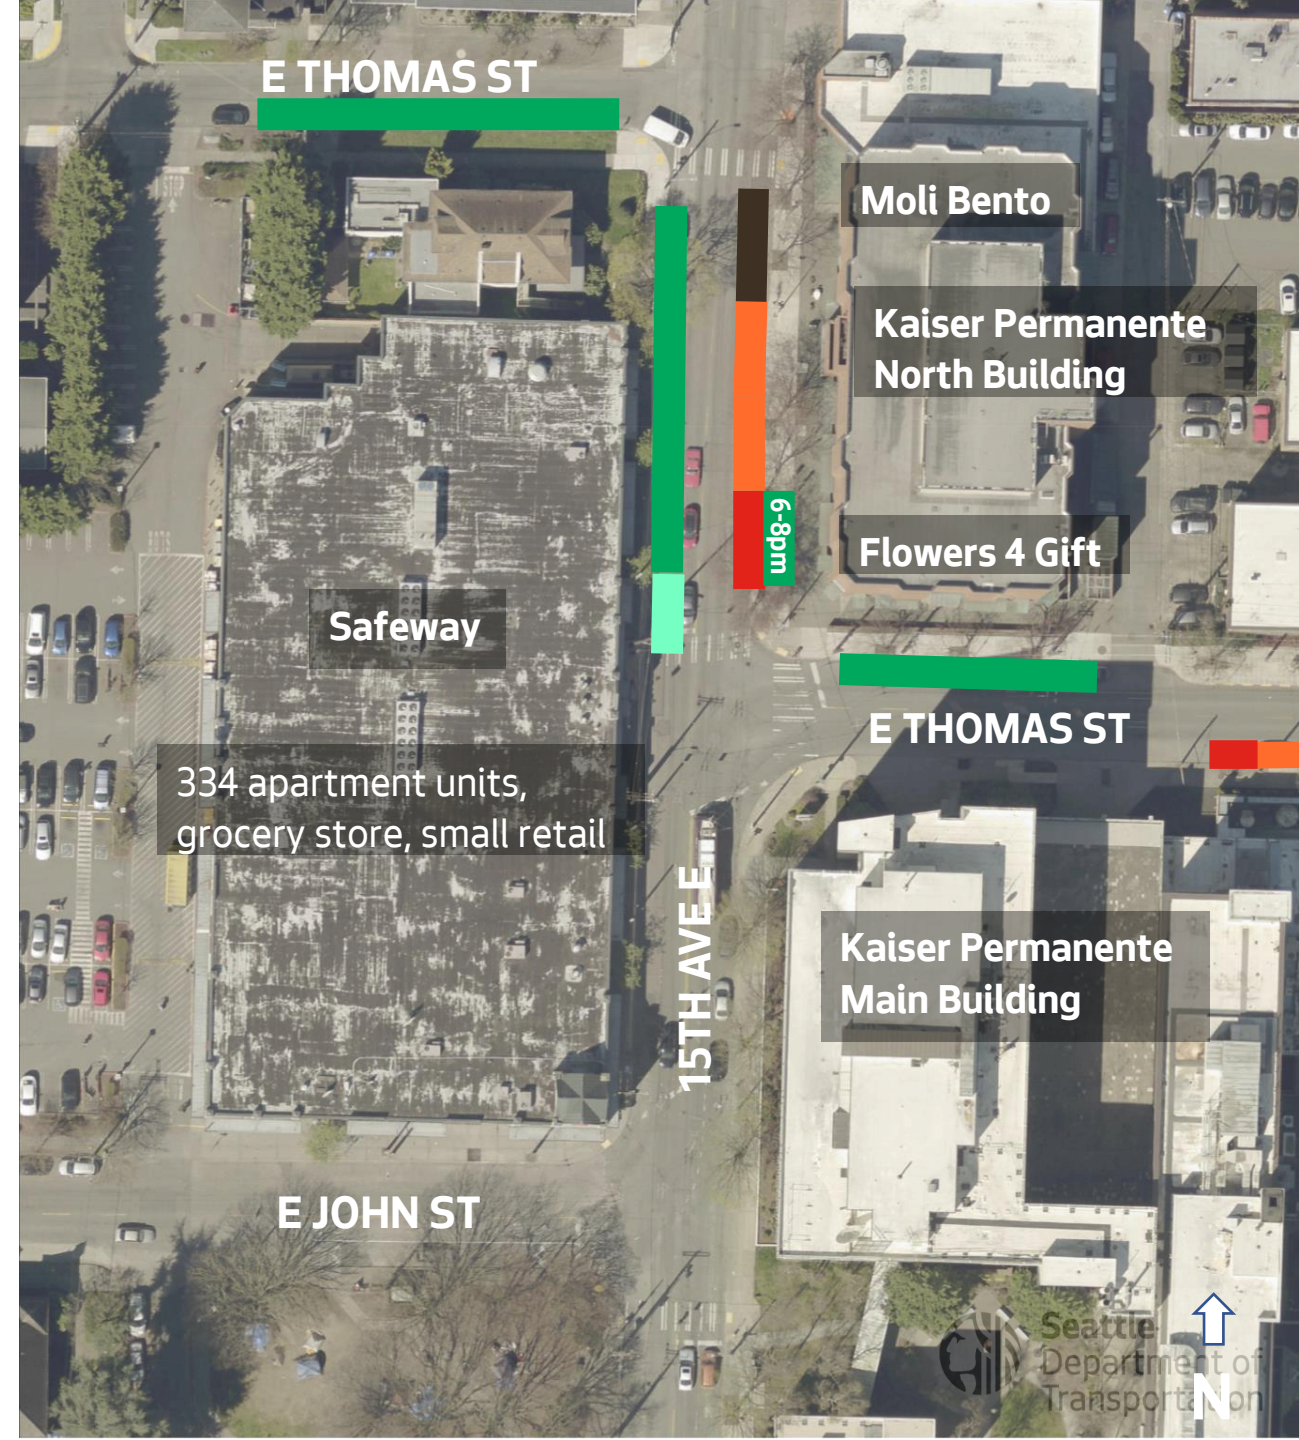 E THOMAS ST
Moli Bento
Kaiser Permanente
North Building
6-8pm
Flowers 4 Gift
Safeway
E THOMAS ST
334 apartment units,
grocery store, small retail
15TH AVE E
Kaiser Permanente
Main Building
E JOHN ST
Seattle
Department of
Transportation
N